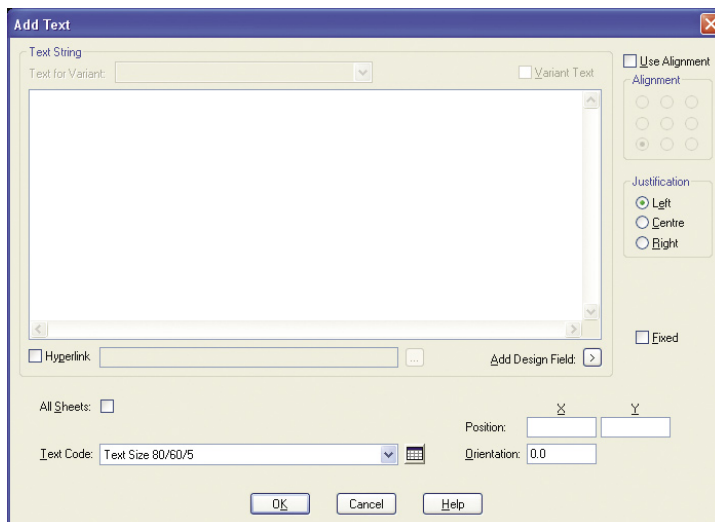 Add Text
Text String
Text for Variant:
Variant Text
Use Alignment
Alignment
Justification
Left
Centre
Right
Fixed
Hyperlink
...
Add Design Field: >
All Sheets:
X Y
Position:
Text Code: Text Size 80/60/5
Orientation: 0.0
OK Cancel Help